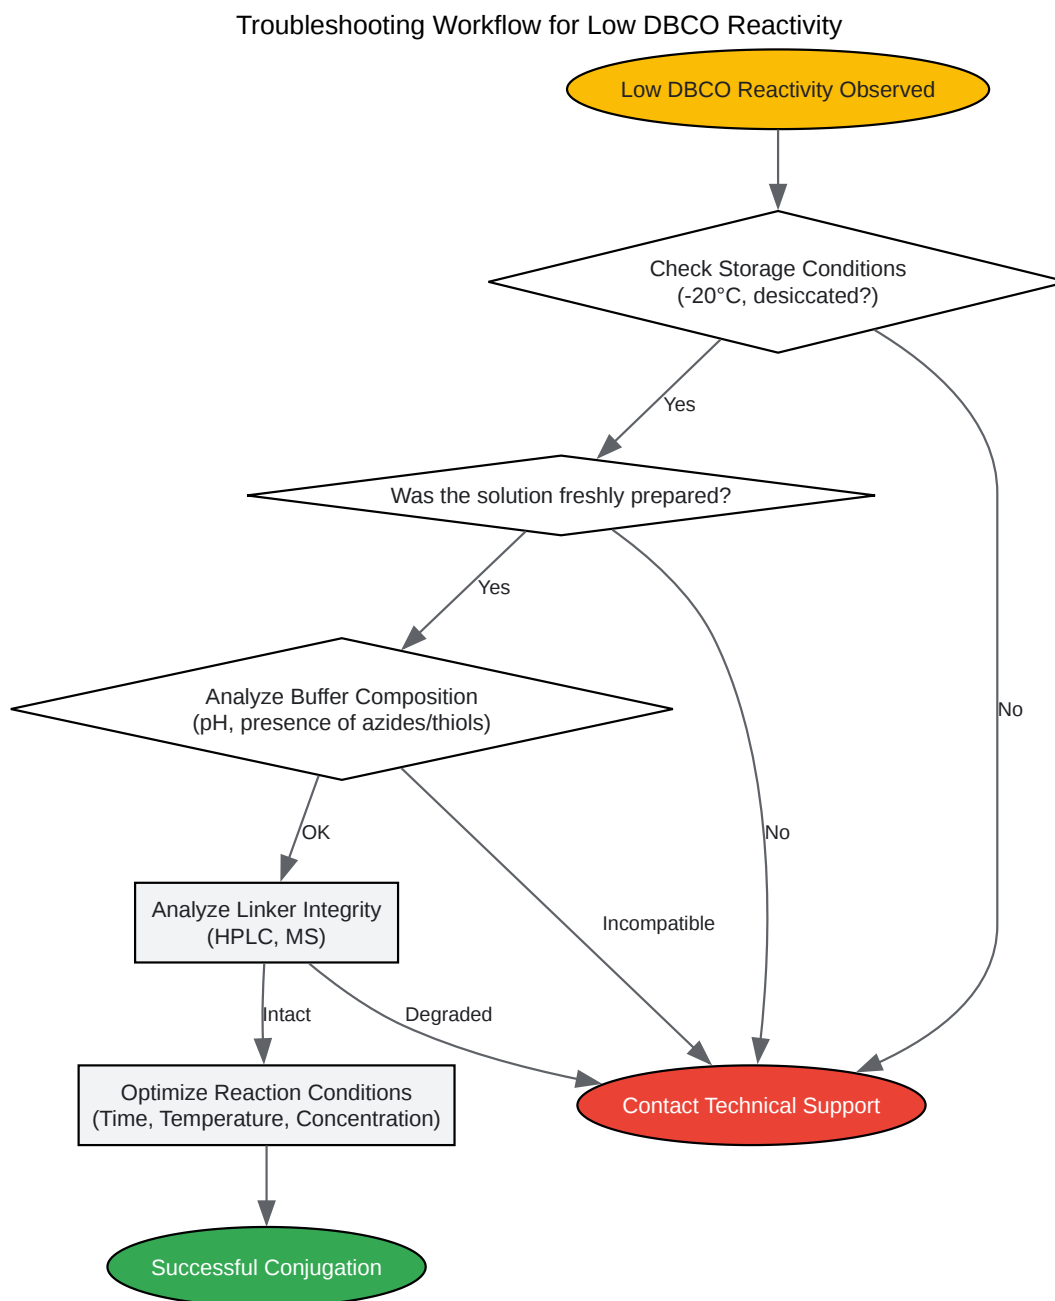 Troubleshooting Workflow for Low DBCO Reactivity
Low DBCO Reactivity Observed
Check Storage Conditions
(-20°C, desiccated?)
Yes
Was the solution freshly prepared?
Yes
Analyze Buffer Composition
(pH, presence of azides/thiols)
No
OK
No
Analyze Linker Integrity
(HPLC, MS)
Incompatible
Intact
Degraded
Optimize Reaction Conditions
(Time, Temperature, Concentration)
Contact Technical Support
Successful Conjugation